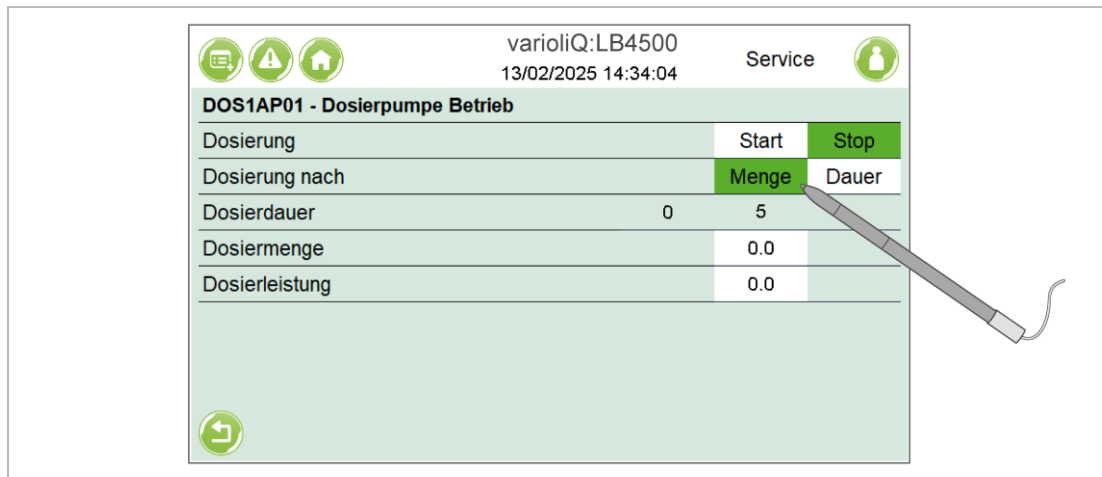 varioliQ:LB4500
13/02/2025 14:34:04
Service
DOS1AP01 - Dosierpumpe Betrieb
Dosierung Start Stop
Dosierung nach Menge Dauer
Dosierdauer 0 5
Dosiermenge 0.0
Dosierleistung 0.0